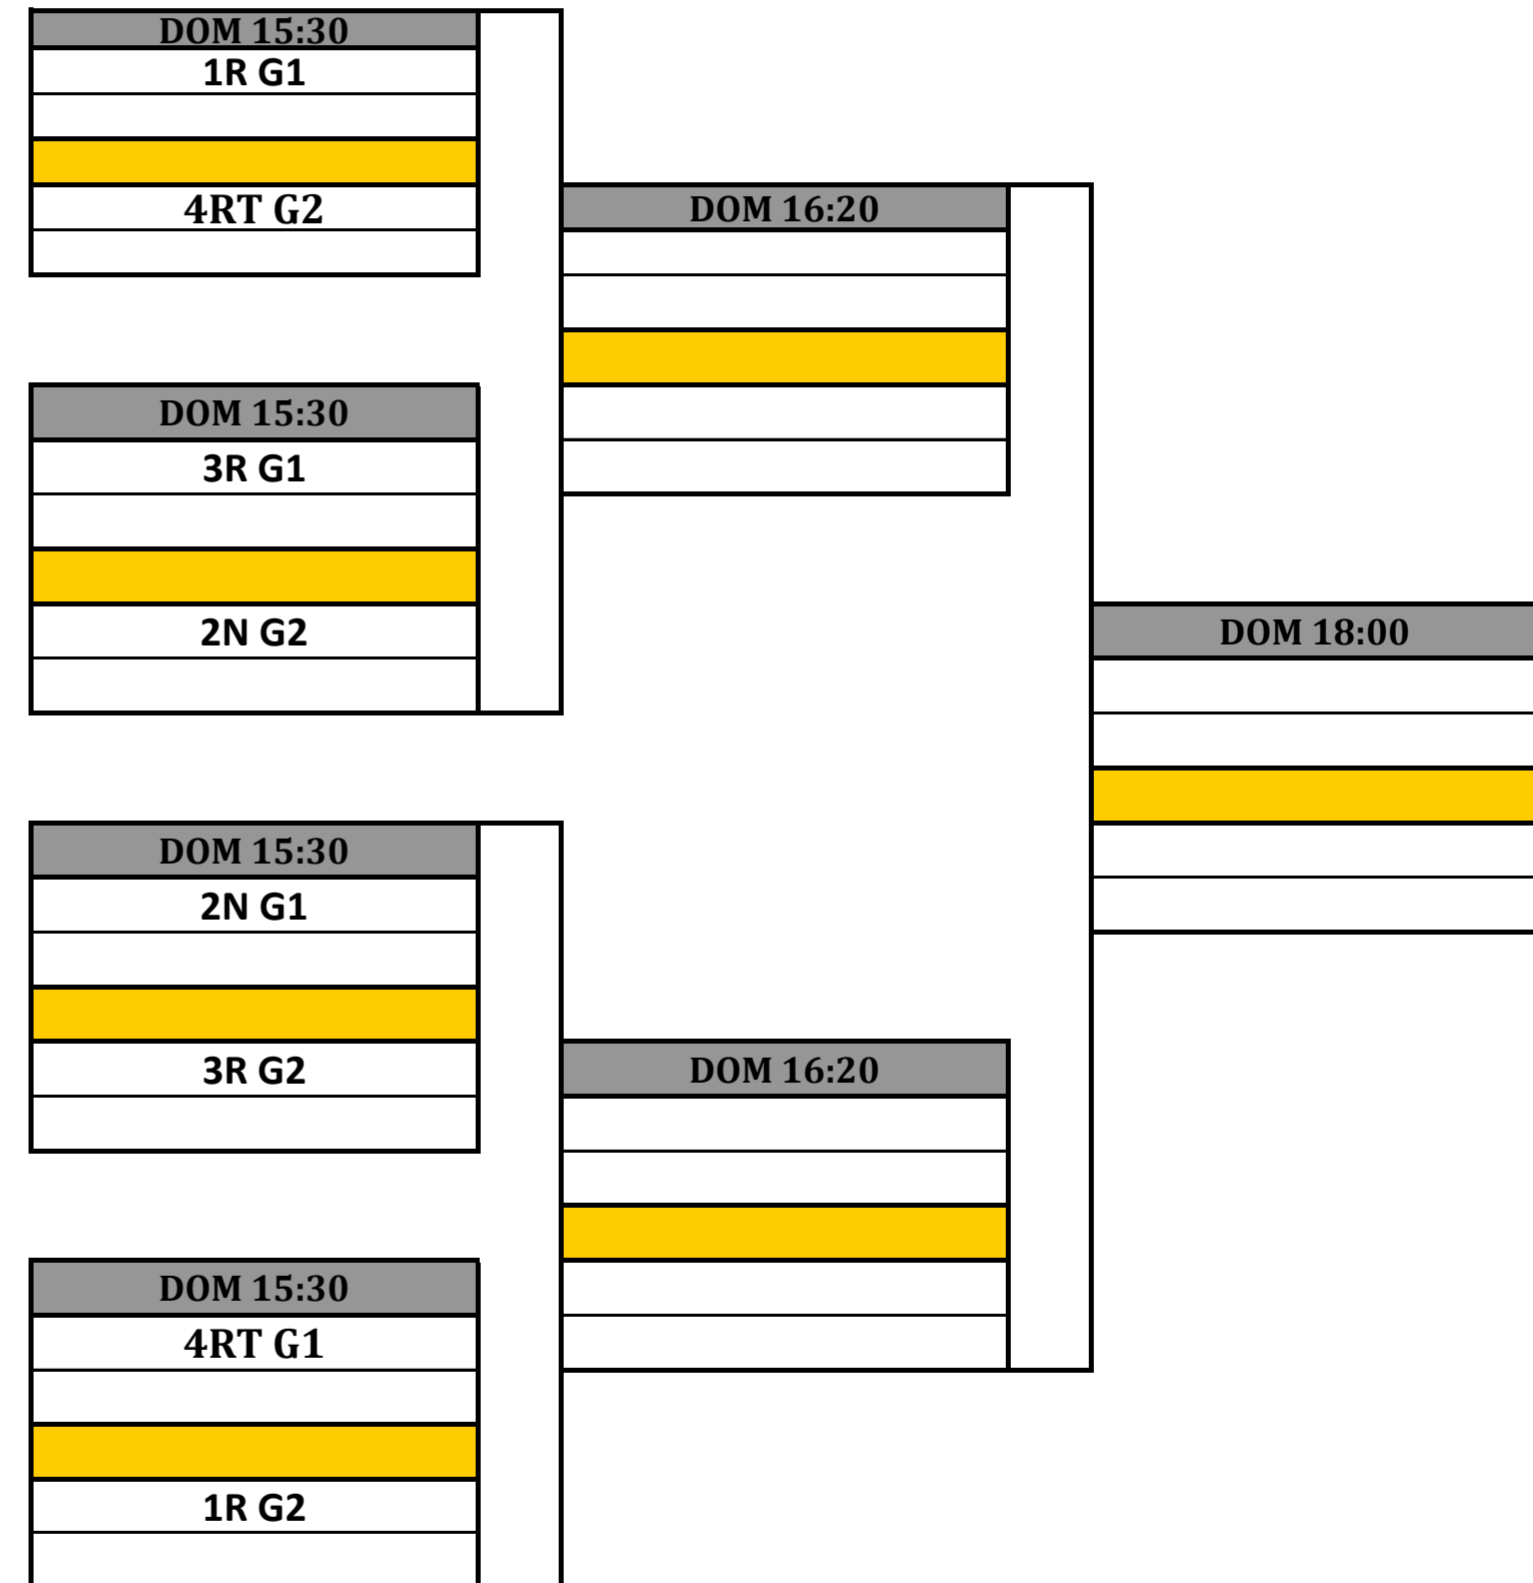 DOM 15:30
1R G1
4RT G2
DOM 16:20
DOM 15:30
3R G1
2N G2
DOM 18:00
DOM 15:30
2N G1
3R G2
DOM 16:20
DOM 15:30
4RT G1
1R G2